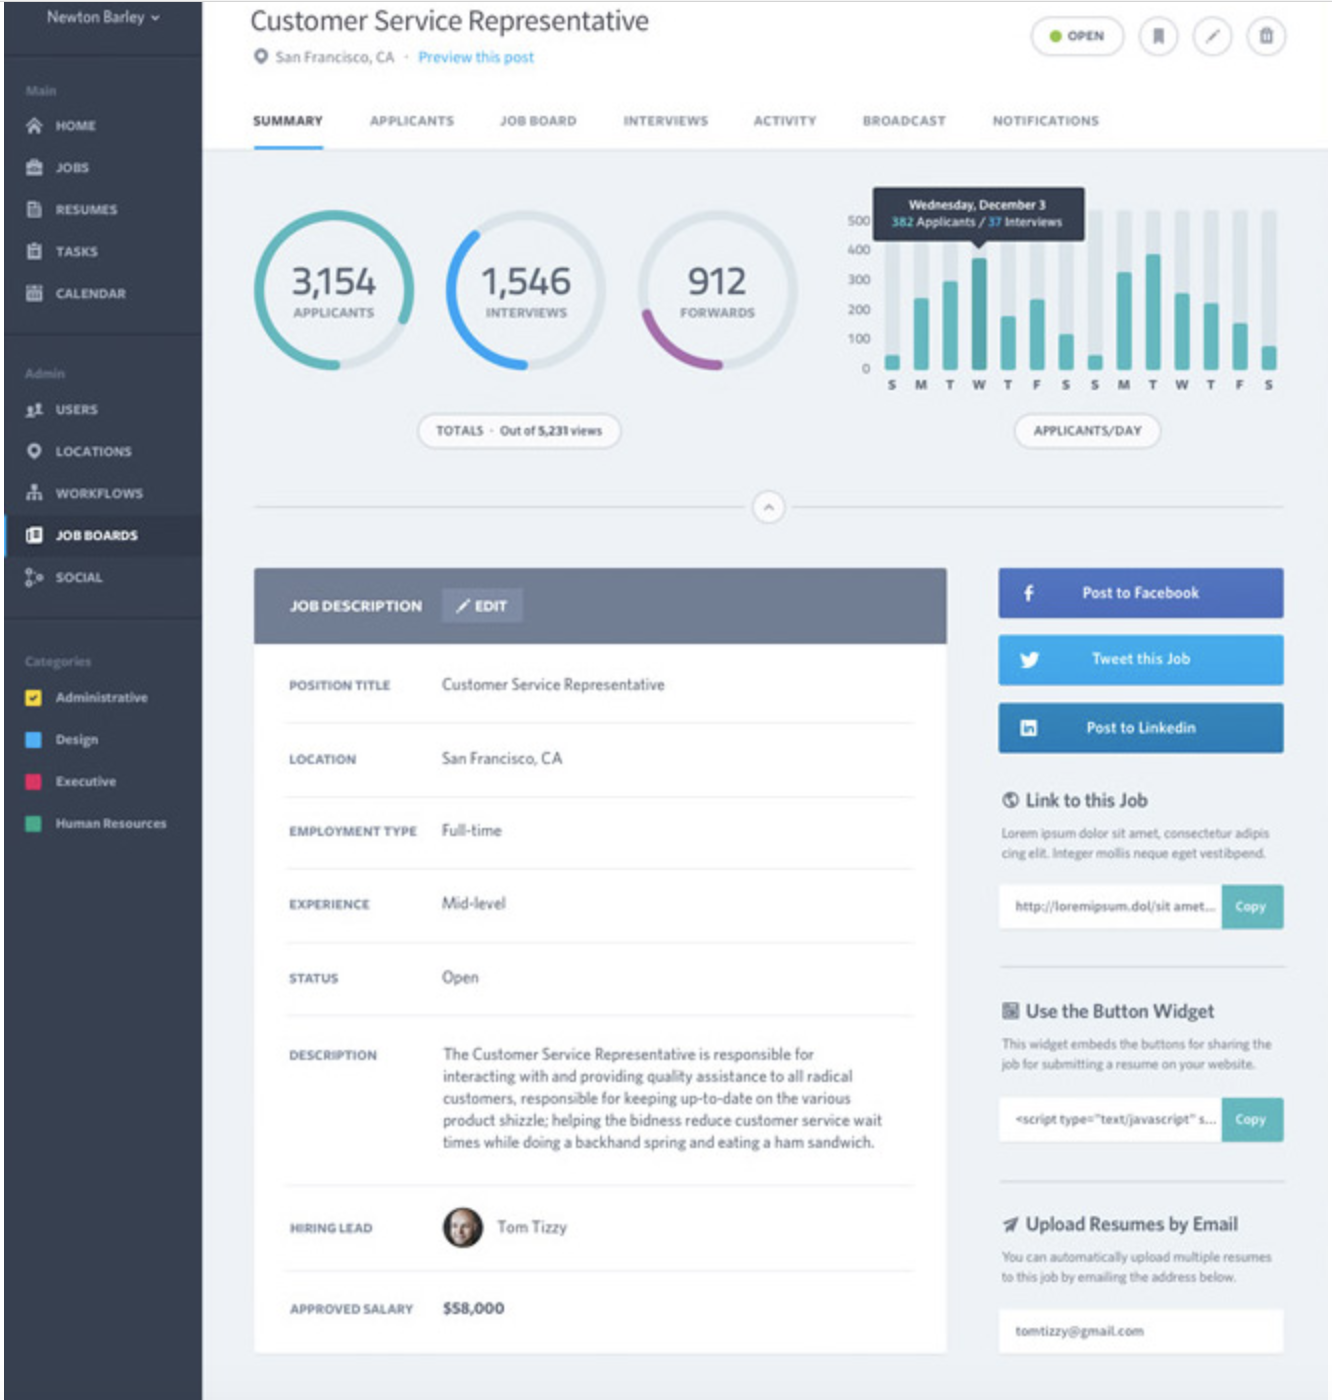 Newton Barley
Main
HOME
JOBS
RESUMES
TASKS
CALENDAR
Admin
USERS
LOCATIONS
WORKFLOWS
JOB BOARDS
SOCIAL
Categories
Administrative
Design
Executive
Human Resources
Customer Service Representative
San Francisco, CA · Preview this post
OPEN
SUMMARY APPLICANTS JOB BOARD INTERVIEWS ACTIVITY BROADCAST NOTIFICATIONS
3,154
APPLICANTS
1,546
INTERVIEWS
912
FORWARDS
TOTALS · Out of 5,231 views
Wednesday, December 3
382 Applicants / 37 Interviews
500
400
300
200
100
0
S M T W T F S S M T W T F S
APPLICANTS/DAY
JOB DESCRIPTION EDIT
POSITION TITLE Customer Service Representative
LOCATION San Francisco, CA
EMPLOYMENT TYPE Full-time
EXPERIENCE Mid-level
STATUS Open
DESCRIPTION The Customer Service Representative is responsible for
interacting with and providing quality assistance to all radical
customers, responsible for keeping up-to-date on the various
product shizzle; helping the bidness reduce customer service wait
times while doing a backhand spring and eating a ham sandwich.
HIRING LEAD Tom Tizzy
APPROVED SALARY $58,000
Post to Facebook
Tweet this Job
Post to Linkedin
Link to this Job
Lorem ipsum dolor sit amet, consectetur adipis
cing elit. Integer mollis neque eget vestibpend.
http://loremipsum.dol/sit amet... Copy
Use the Button Widget
This widget embeds the buttons for sharing the
job for submitting a resume on your website.
<script type="text/javascript" s... Copy
Upload Resumes by Email
You can automatically upload multiple resumes
to this job by emailing the address below.
tomtizzy@gmail.com